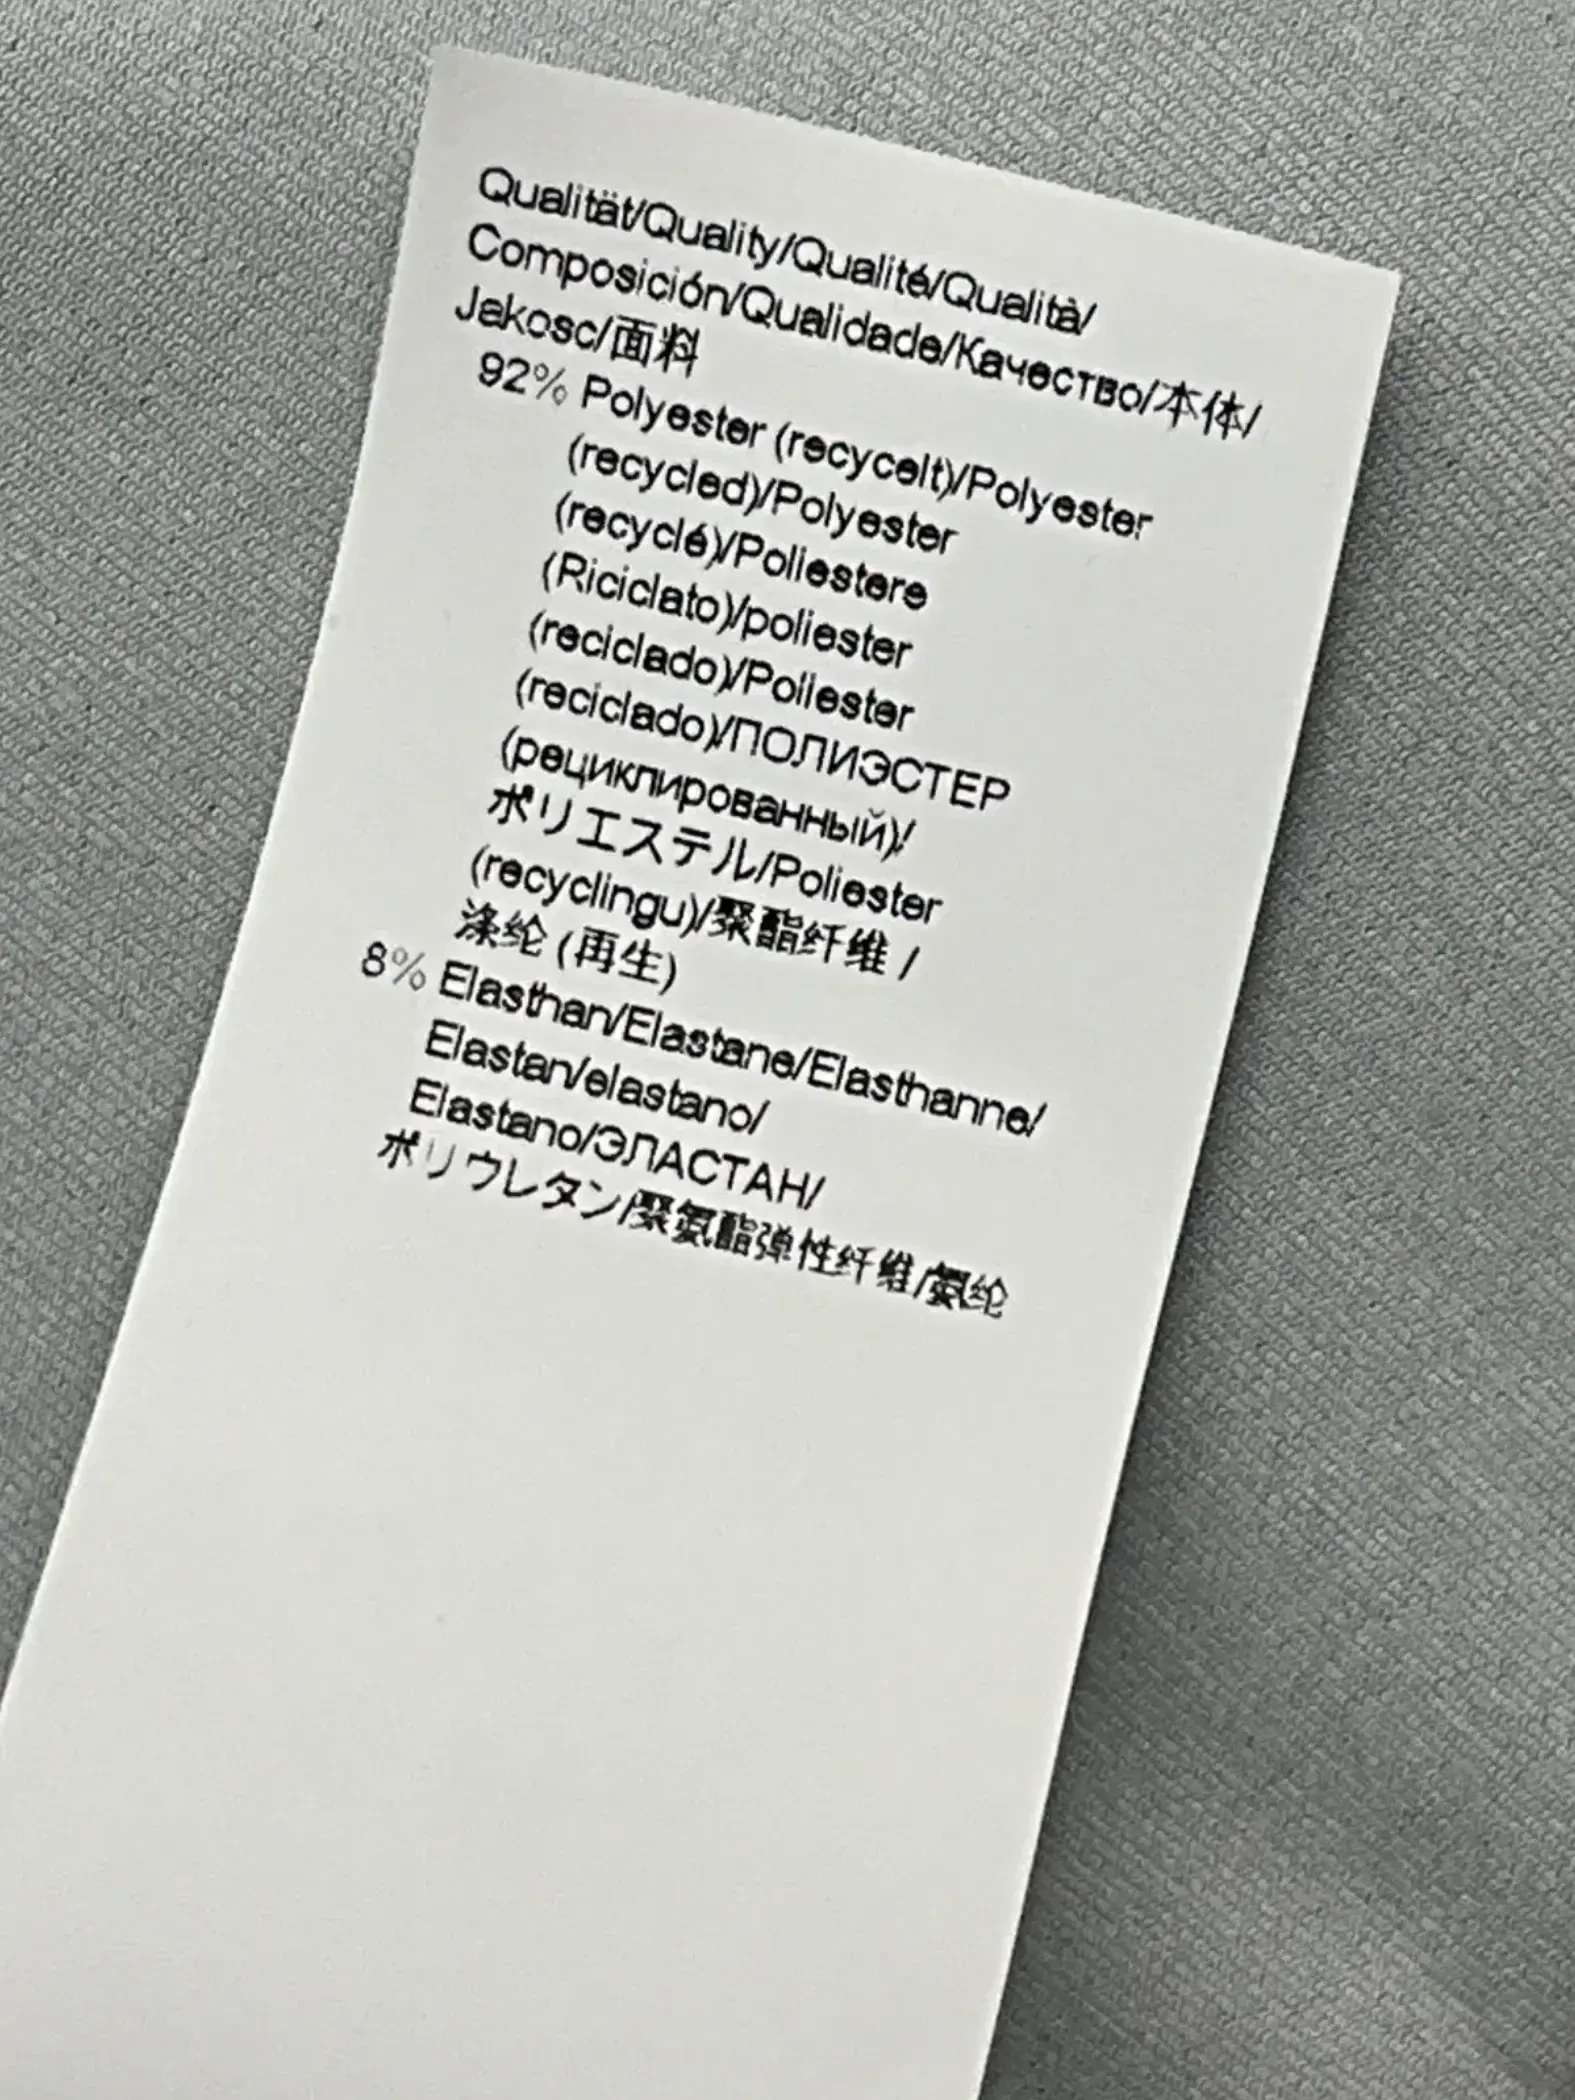 Qualität/Quality/Qualité/Qualità/
Composición/Qualidade/Качество/本体/
Jakosc/面料
92% Polyester (recycelt)/Polyester
(recycled)/Polyester
(recyclé)/Poliestere
(Riciclato)/poliester
(reciclado)/Poliester
(reciclado)/ПОЛИЭСТЕР
(рециклированный)/
ポリエステル/Poliester
(recyclingu)/聚酯纤维 /
涤纶 (再生)
8% Elasthan/Elastane/Elasthanne/
Elastan/elastano/
Elastano/ЭЛАСТАН/
ポリウレタン/聚氨酯弹性纤维/氨纶